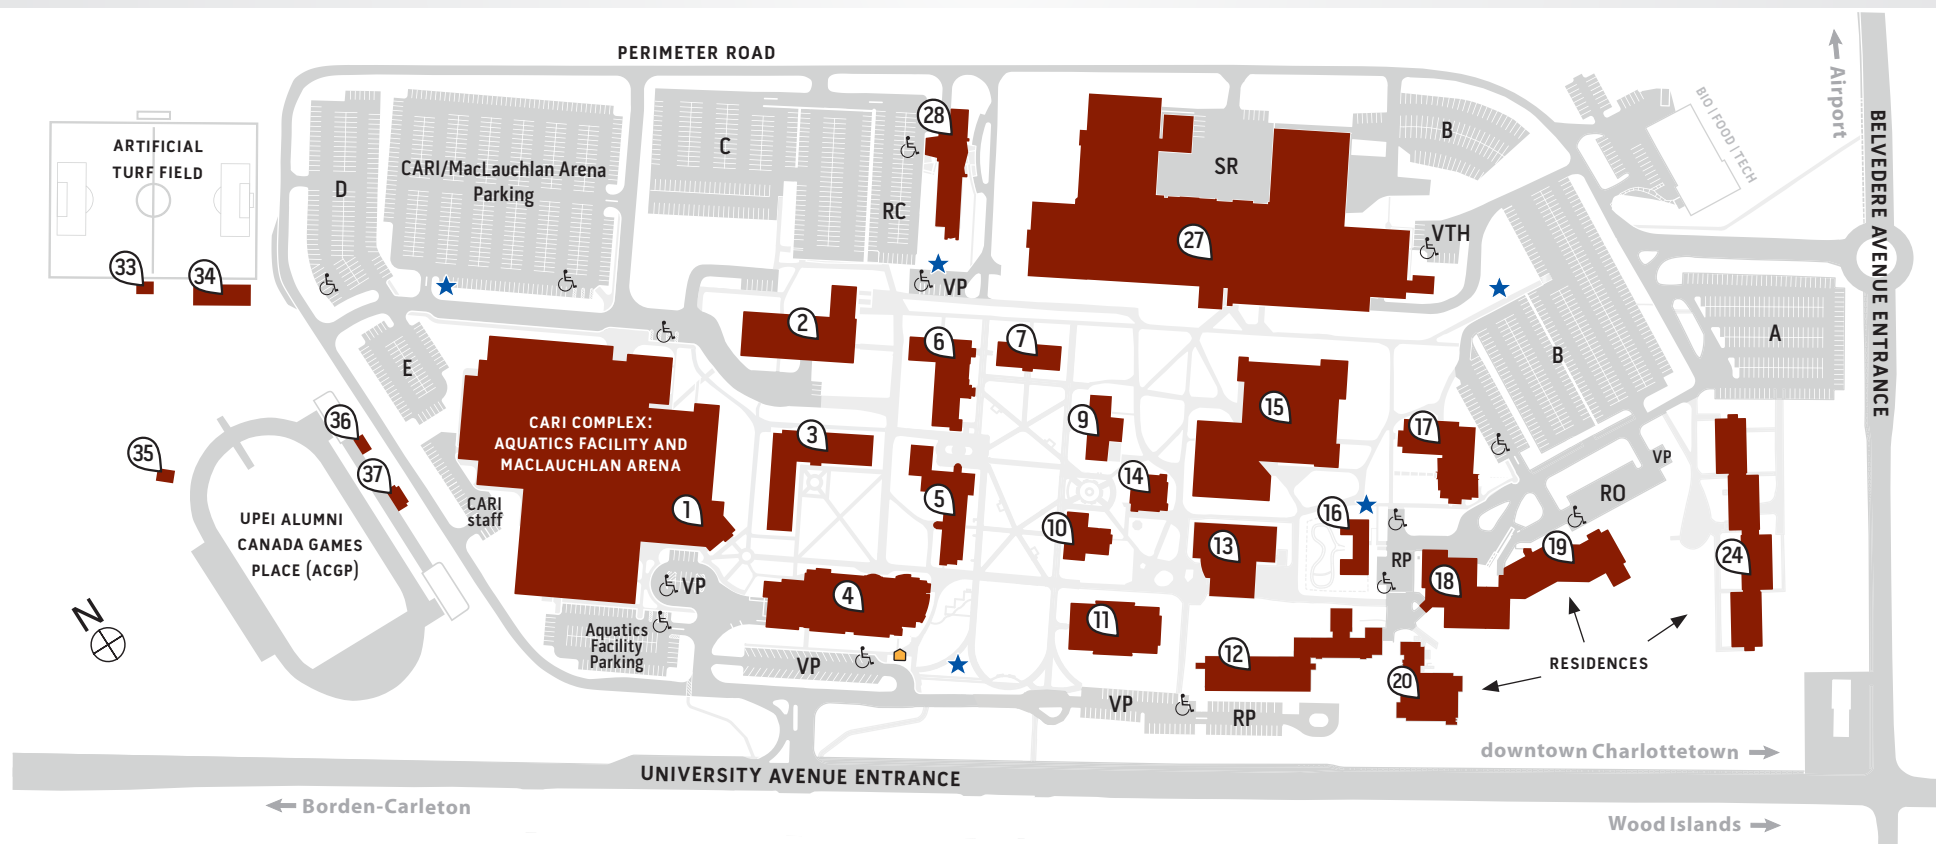 PERIMETER ROAD
Airport
BELVEDERE AVENUE ENTRANCE
BIO | FOOD | TECH
ARTIFICIAL
TURF FIELD
33
34
D
CARI/MacLauchlan Arena
Parking
C
RC
28
VP
SR
27
B
VTH
B
A
E
2
6
7
9
14
15
17
VP
RO
36
35
37
UPEI ALUMNI
CANADA GAMES
PLACE (ACGP)
CARI
staff
CARI COMPLEX:
AQUATICS FACILITY AND
MACLAUCHLAN ARENA
1
3
5
10
13
16
RP
18
19
24
N
VP
Aquatics
Facility
Parking
4
VP
11
12
20
RESIDENCES
VP
RP
downtown Charlottetown
UNIVERSITY AVENUE ENTRANCE
Borden-Carleton
Wood Islands